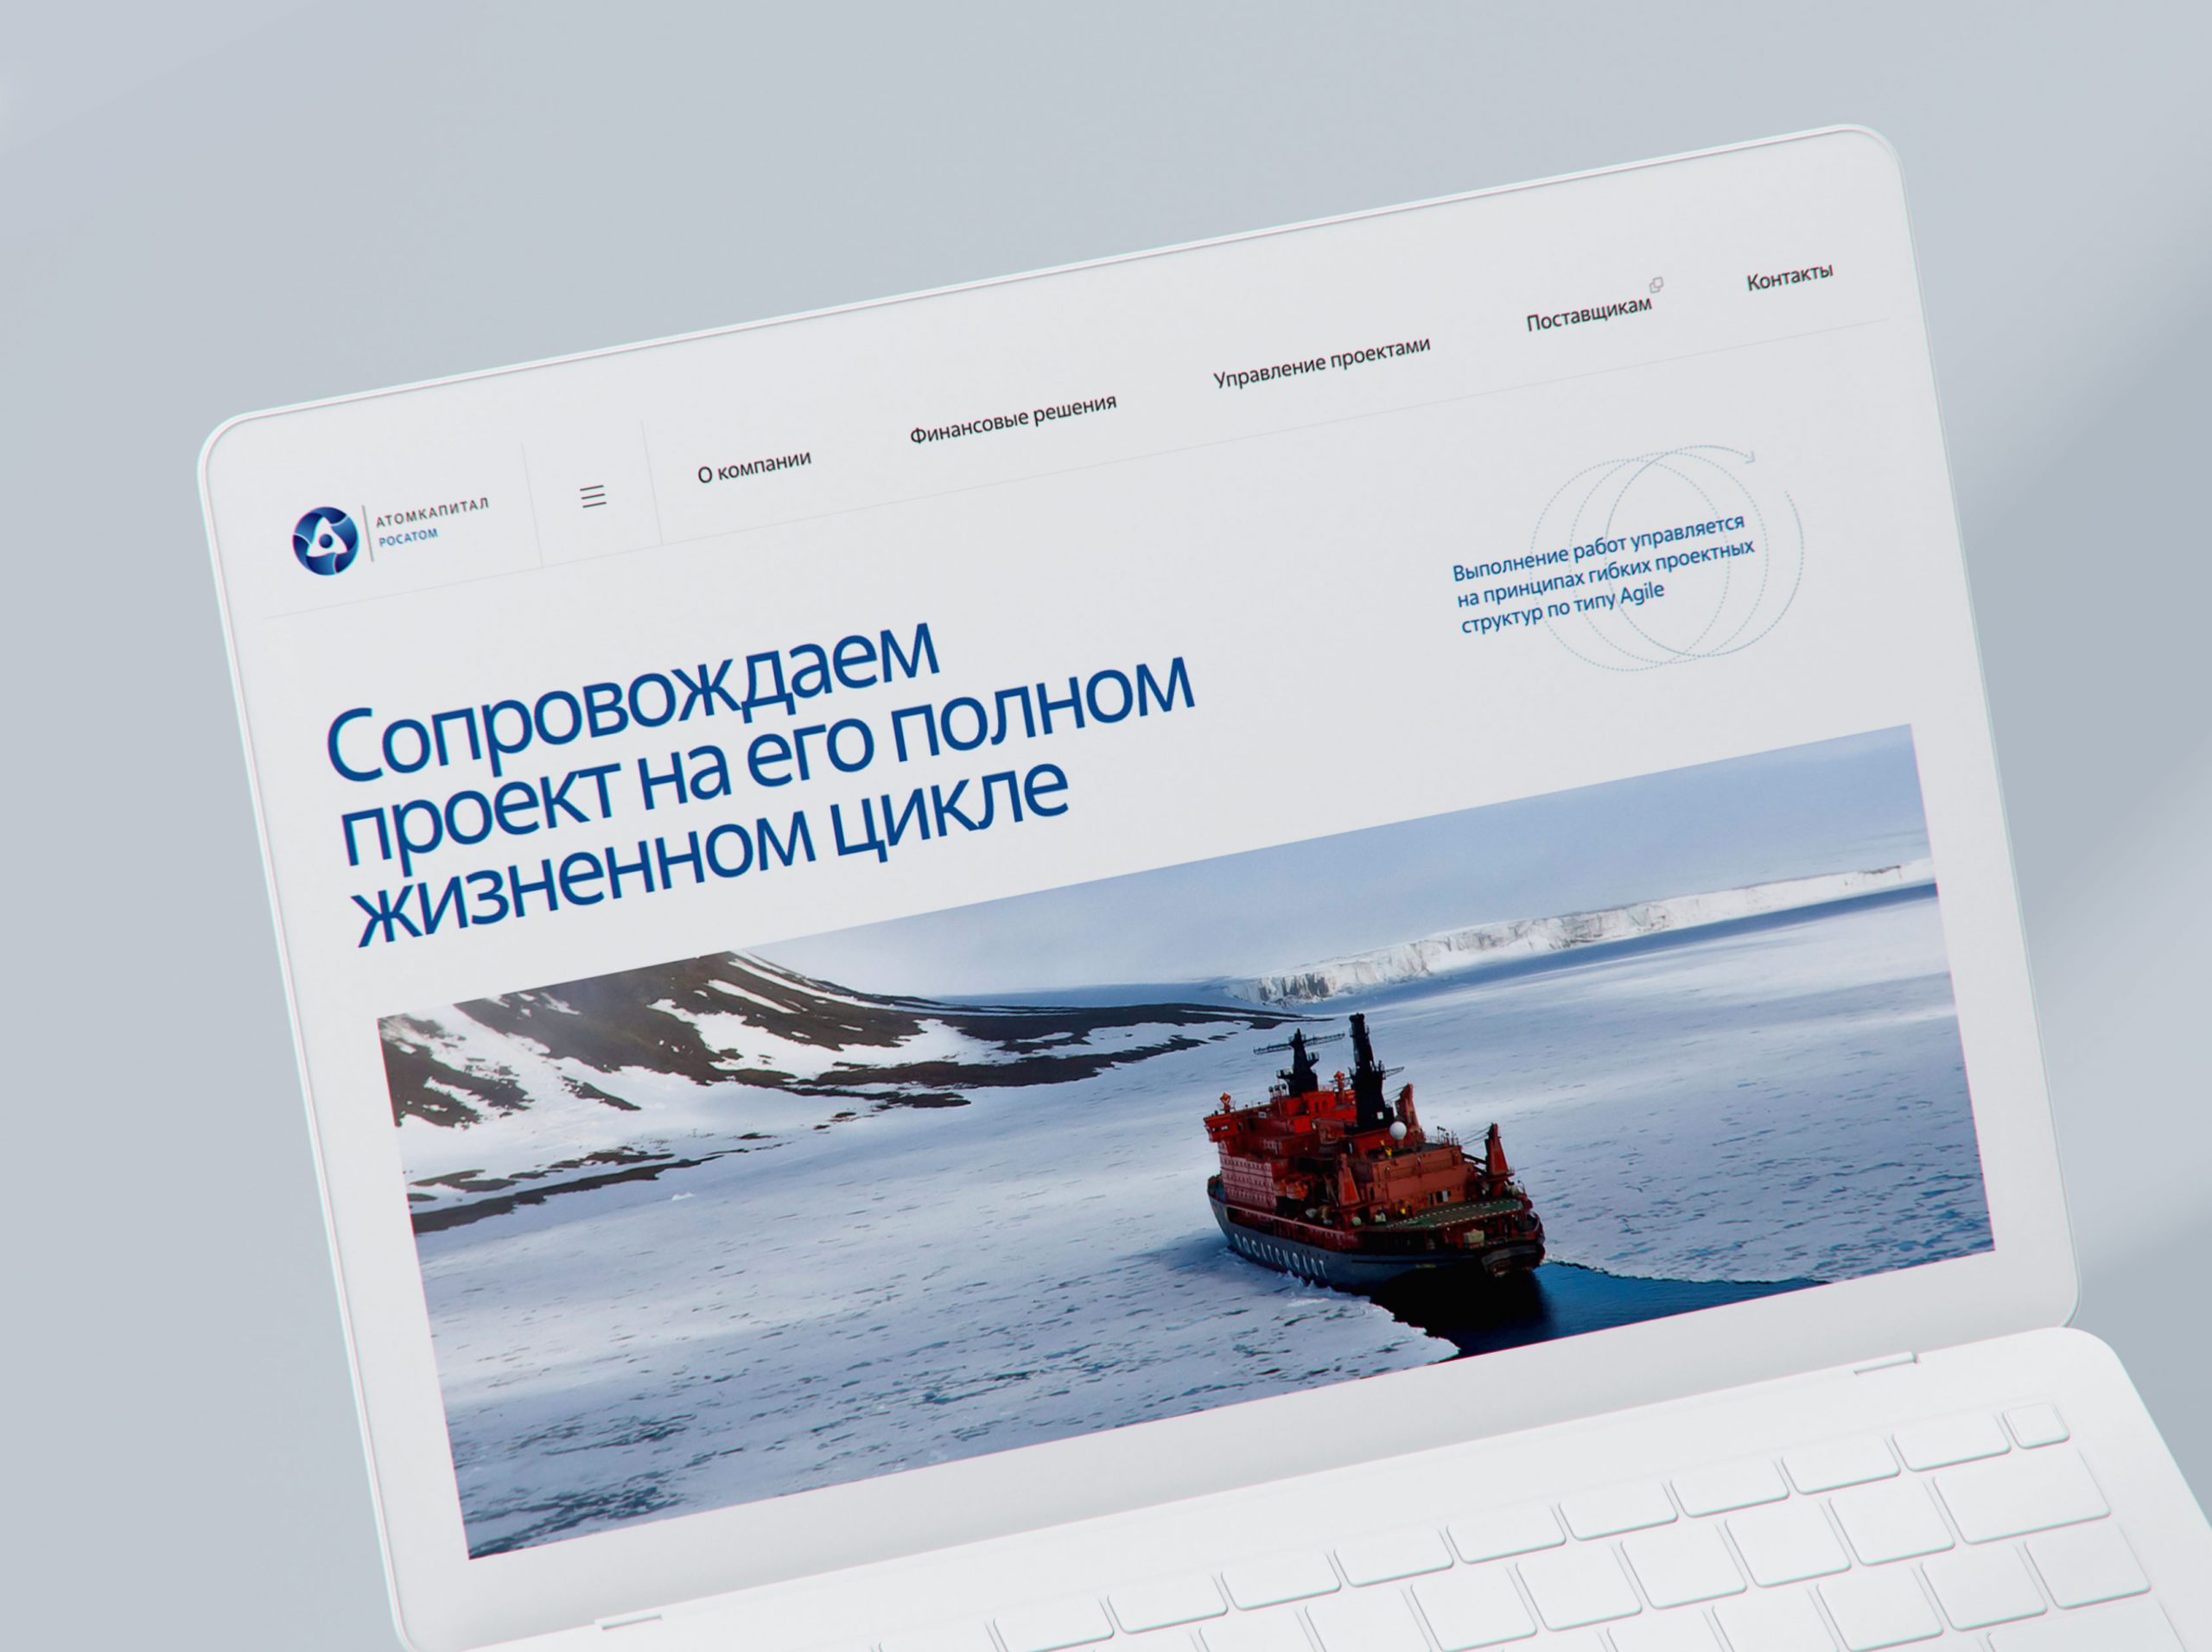 АТОМКАПИТАЛ
РОСАТОМ
О компании
Финансовые решения
Управление проектами
Поставщикам
Контакты
Сопровождаем
проект на его полном
жизненном цикле
Выполнение работ управляется
на принципах гибких проектных
структур по типу Agile